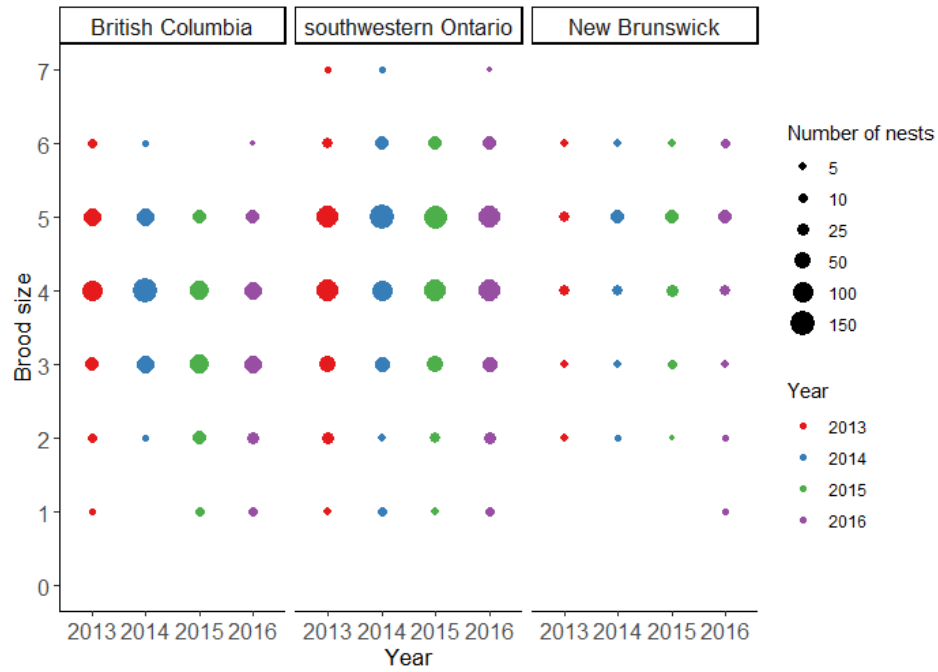 British Columbia
southwestern Ontario
New Brunswick
7
6
5
4
3
2
1
0
Brood size
2013 2014 2015 2016
2013 2014 2015 2016
2013 2014 2015 2016
Year
Number of nests
5
10
25
50
100
150
Year
2013
2014
2015
2016